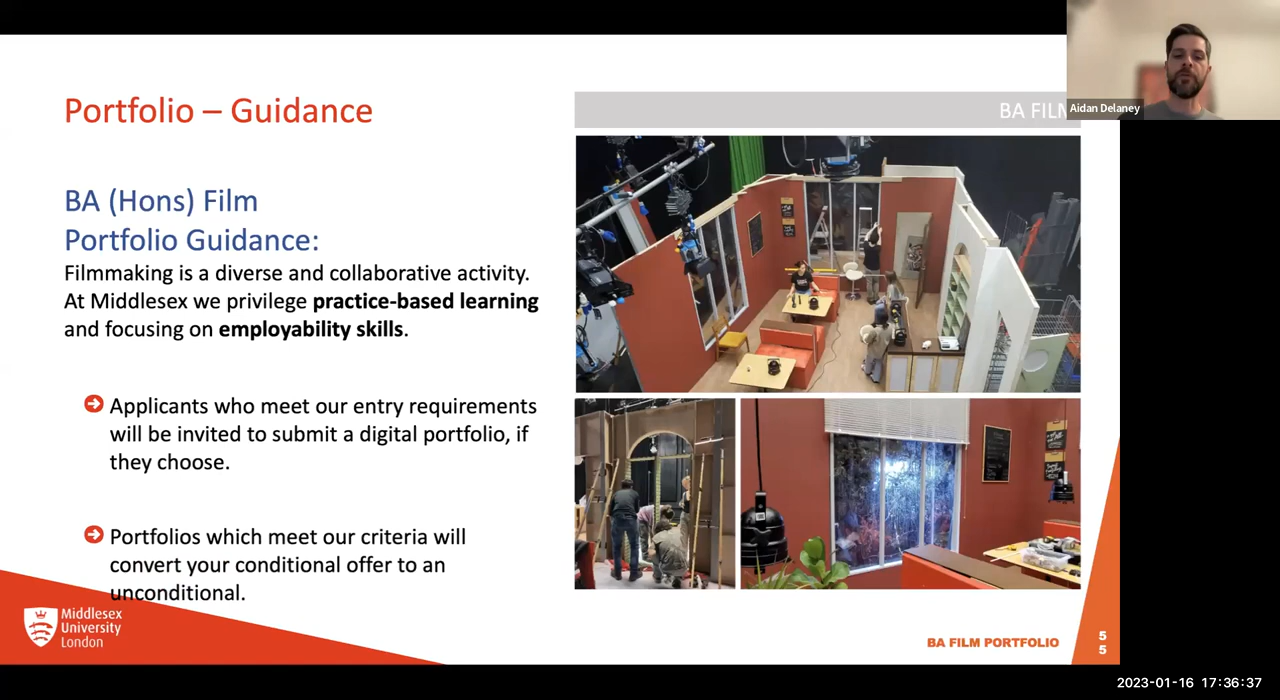 Portfolio – Guidance
BA FILM
Aidan Delaney
BA (Hons) Film
Portfolio Guidance:
Filmmaking is a diverse and collaborative activity.
At Middlesex we privilege practice-based learning
and focusing on employability skills.
Applicants who meet our entry requirements
will be invited to submit a digital portfolio, if
they choose.
Portfolios which meet our criteria will
convert your conditional offer to an
unconditional.
Middlesex
University
London
BA FILM PORTFOLIO
5
5
2023-01-16 17:36:37